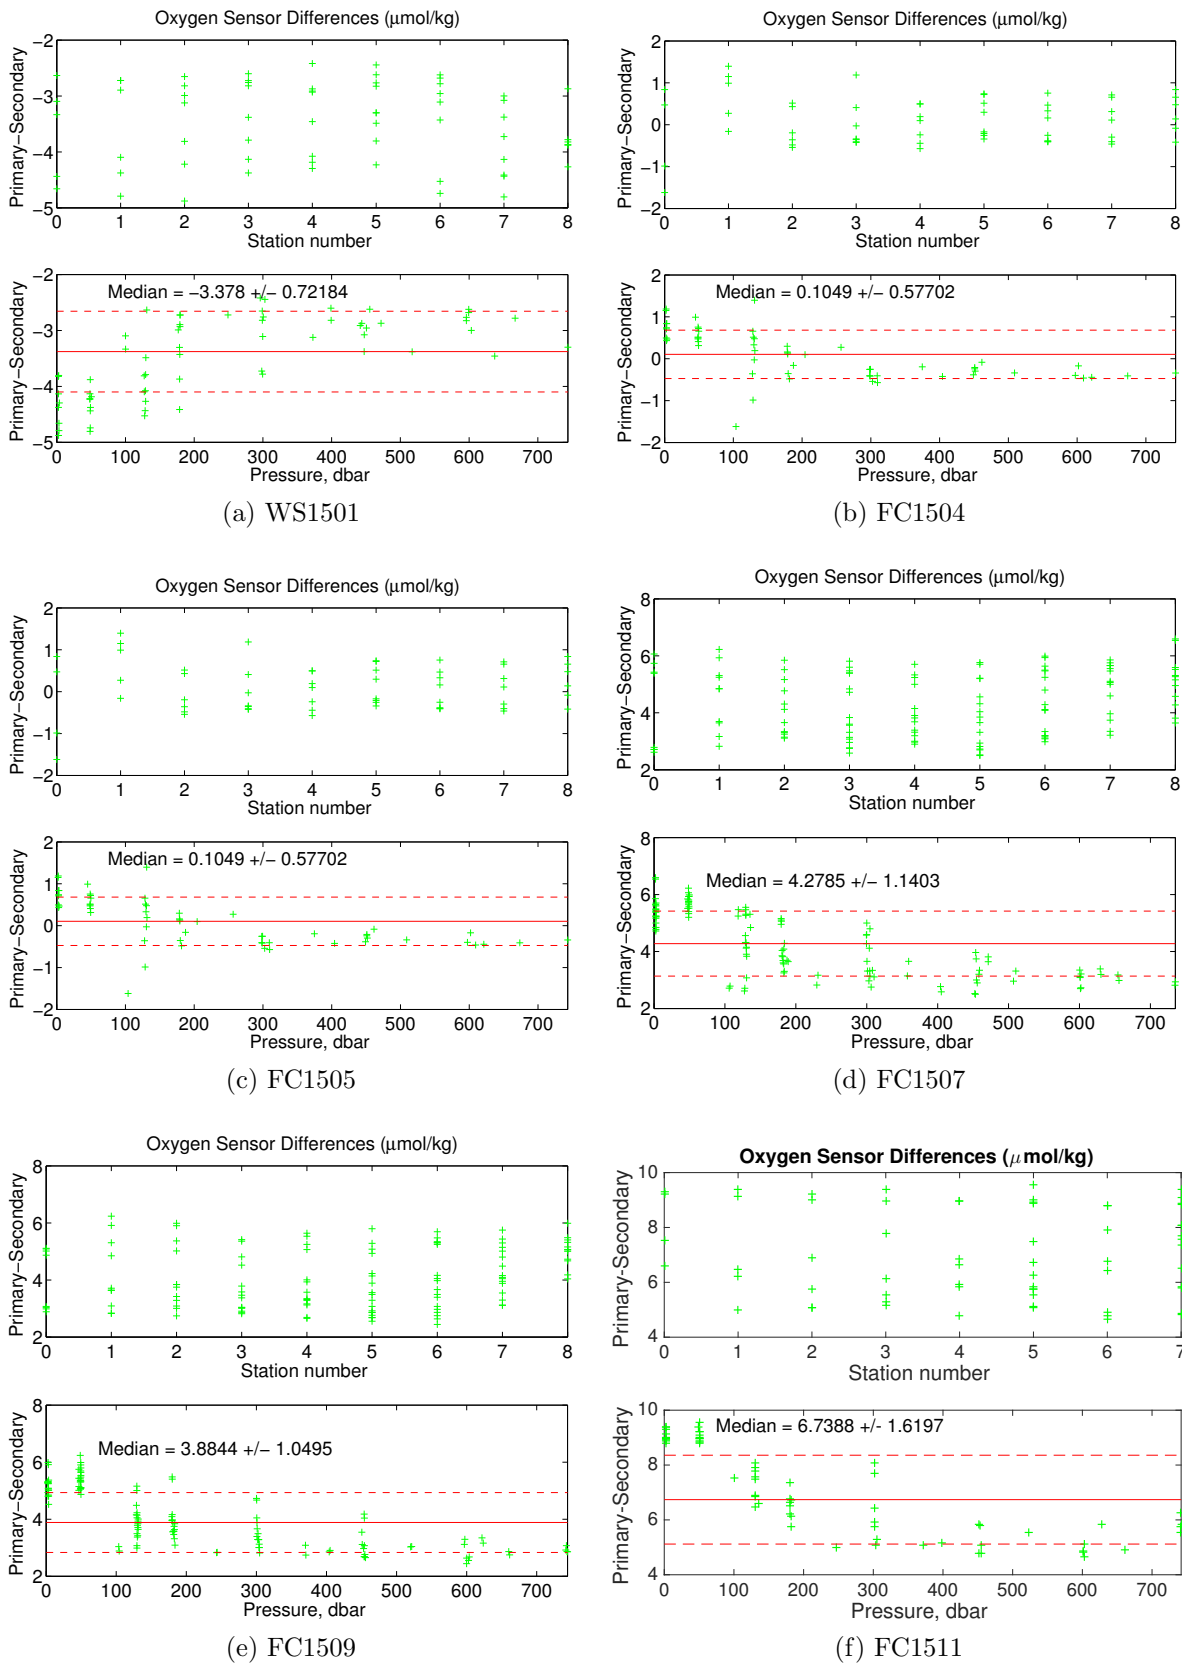 Oxygen Sensor Differences (μmol/kg)
Primary−Secondary
−2
−3
−4
−5
0 1 2 3 4 5 6 7 8
Station number
Primary−Secondary
−2
−3
−4
−5
Median = −3.378 +/− 0.72184
0 100 200 300 400 500 600 700
Pressure, dbar
(a) WS1501
Oxygen Sensor Differences (μmol/kg)
Primary−Secondary
2
1
0
−1
−2
0 1 2 3 4 5 6 7 8
Station number
Primary−Secondary
2
1
0
−1
−2
Median = 0.1049 +/− 0.57702
0 100 200 300 400 500 600 700
Pressure, dbar
(b) FC1504
Oxygen Sensor Differences (μmol/kg)
Primary−Secondary
2
1
0
−1
−2
0 1 2 3 4 5 6 7 8
Station number
Primary−Secondary
2
1
0
−1
−2
Median = 0.1049 +/− 0.57702
0 100 200 300 400 500 600 700
Pressure, dbar
(c) FC1505
Oxygen Sensor Differences (μmol/kg)
Primary−Secondary
8
6
4
2
0 1 2 3 4 5 6 7 8
Station number
Primary−Secondary
8
6
4
2
Median = 4.2785 +/− 1.1403
0 100 200 300 400 500 600 700
Pressure, dbar
(d) FC1507
Oxygen Sensor Differences (μmol/kg)
Primary−Secondary
8
6
4
2
0 1 2 3 4 5 6 7 8
Station number
Primary−Secondary
8
6
4
2
Median = 3.8844 +/− 1.0495
0 100 200 300 400 500 600 700
Pressure, dbar
(e) FC1509
Oxygen Sensor Differences (μmol/kg)
Primary-Secondary
10
8
6
4
0 1 2 3 4 5 6 7
Station number
Primary-Secondary
10
8
6
4
Median = 6.7388 +/- 1.6197
0 100 200 300 400 500 600 700
Pressure, dbar
(f) FC1511